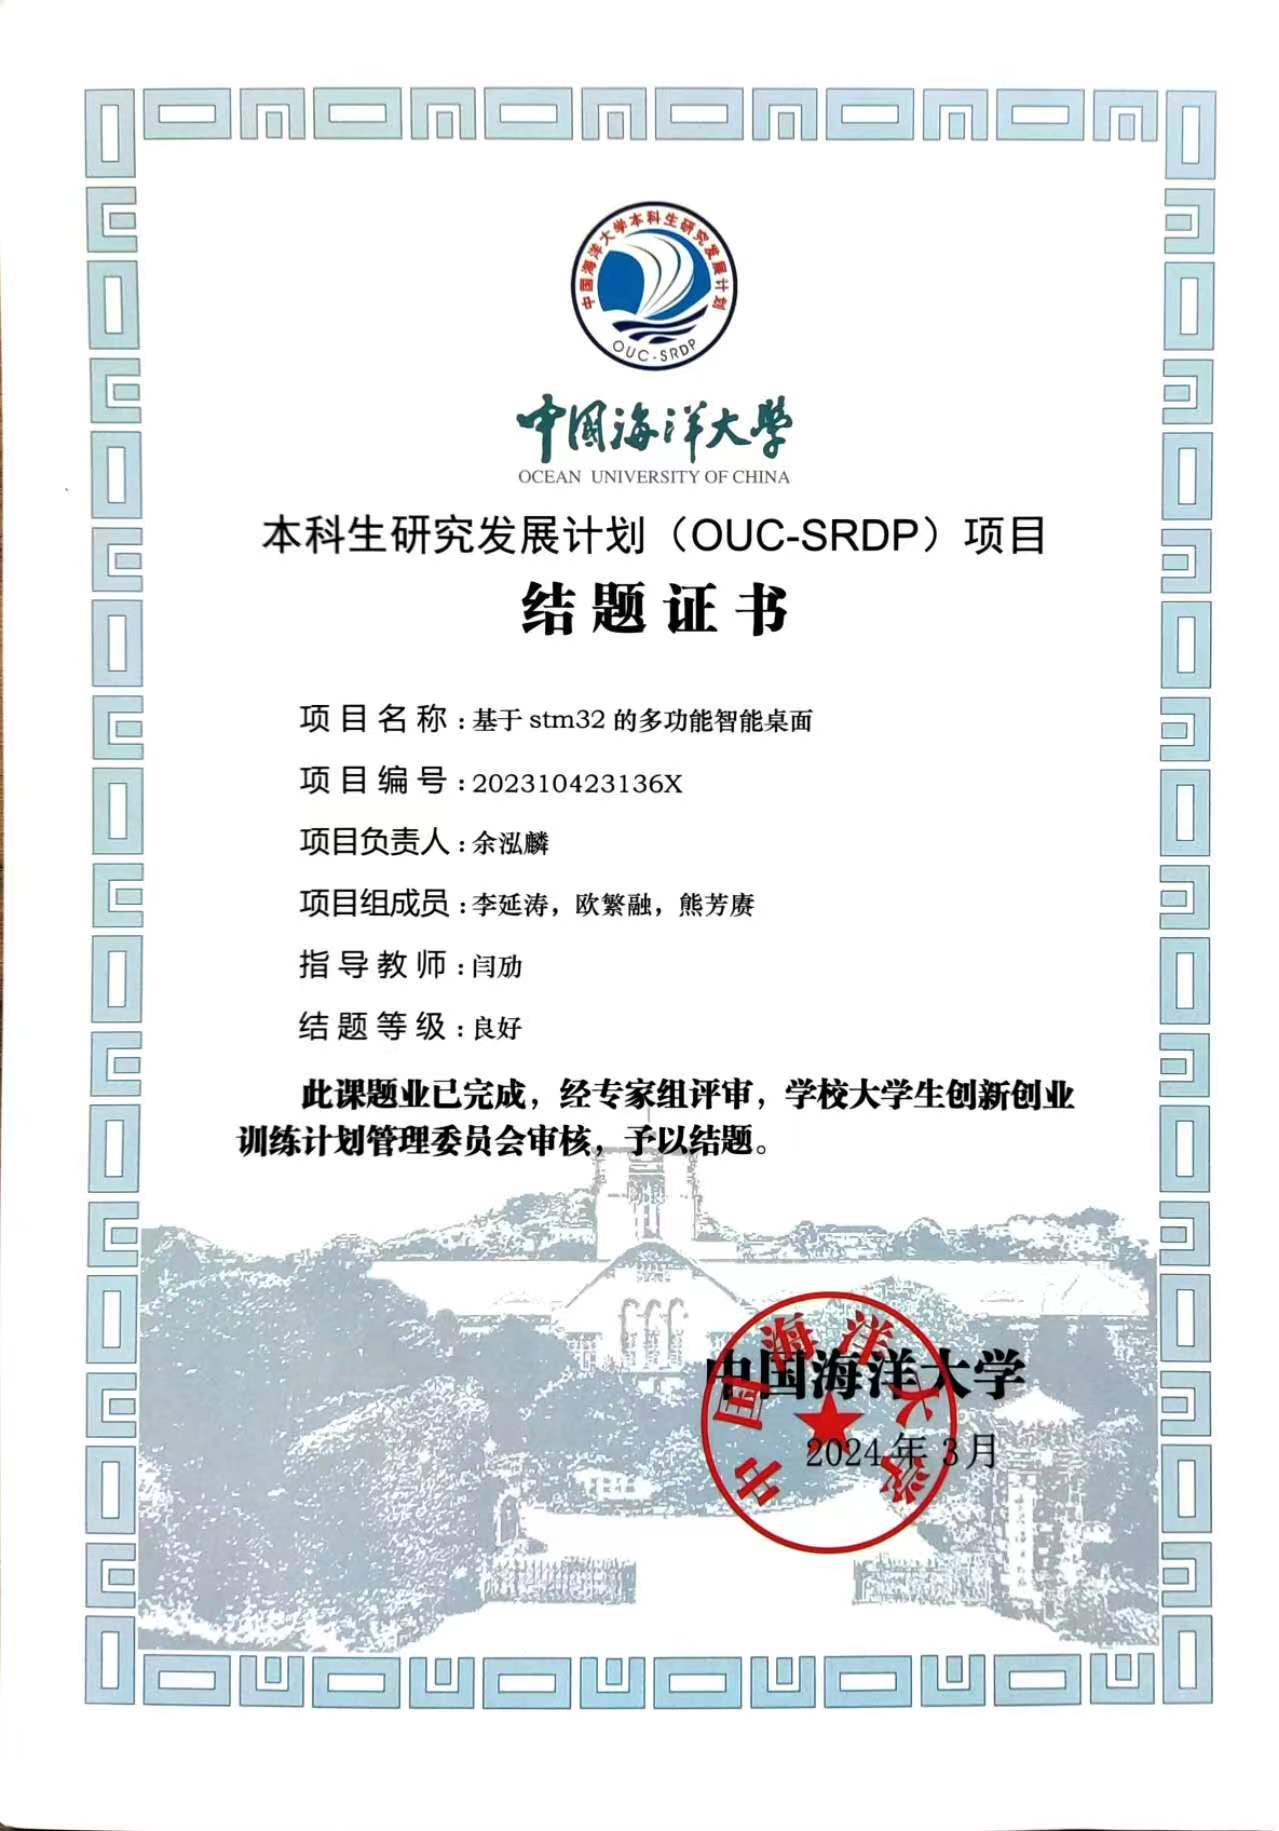 中国海洋大学本科生研究发展计划
OUC-SRDP
中国海洋大学
OCEAN UNIVERSITY OF CHINA
本科生研究发展计划（OUC-SRDP）项目
结题证书
项目名称：基于 stm32 的多功能智能桌面
项目编号：202310423136X
项目负责人：余泓麟
项目组成员：李延涛，欧繁融，熊芳赓
指导教师：闫劢
结题等级：良好
此课题业已完成，经专家组评审，学校大学生创新创业
训练计划管理委员会审核，予以结题。
中国海洋大学
中国海洋大学
2024 年 3月